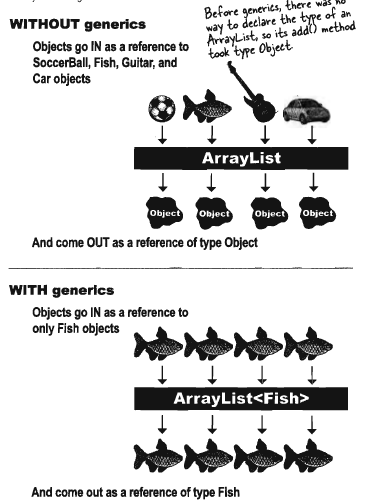 Before generics, there was no
way to declare the type of an
ArrayList, so its add() method
took type Object.
WITHOUT generics
Objects go IN as a reference to
SoccerBall, Fish, Guitar, and
Car objects
ArrayList
Object Object Object Object
And come OUT as a reference of type Object
WITH generics
Objects go IN as a reference to
only Fish objects
ArrayList<Fish>
And come out as a reference of type Fish